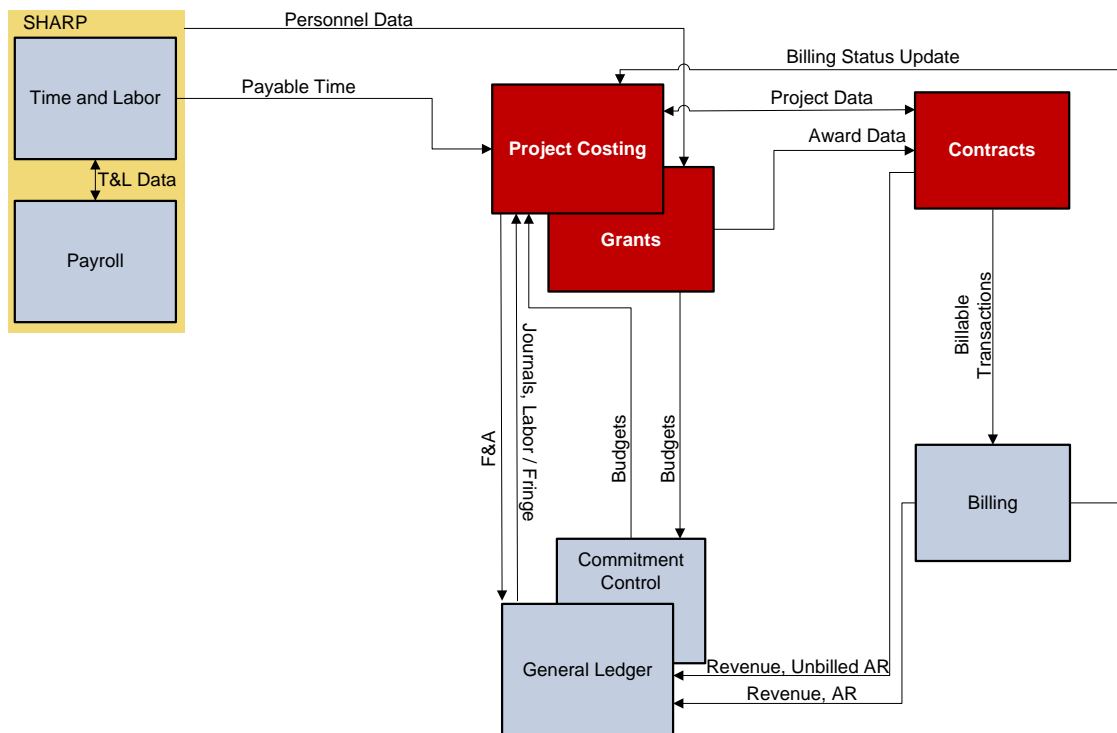 SHARP
Personnel Data
Billing Status Update
Time and Labor
Payable Time
Project Data
Project Costing
Award Data
Contracts
T&L Data
Payroll
Grants
Billable
Transactions
Journals, Labor / Fringe
F&A
Budgets
Budgets
Billing
Commitment
Control
General Ledger
Revenue, Unbilled AR
Revenue, AR